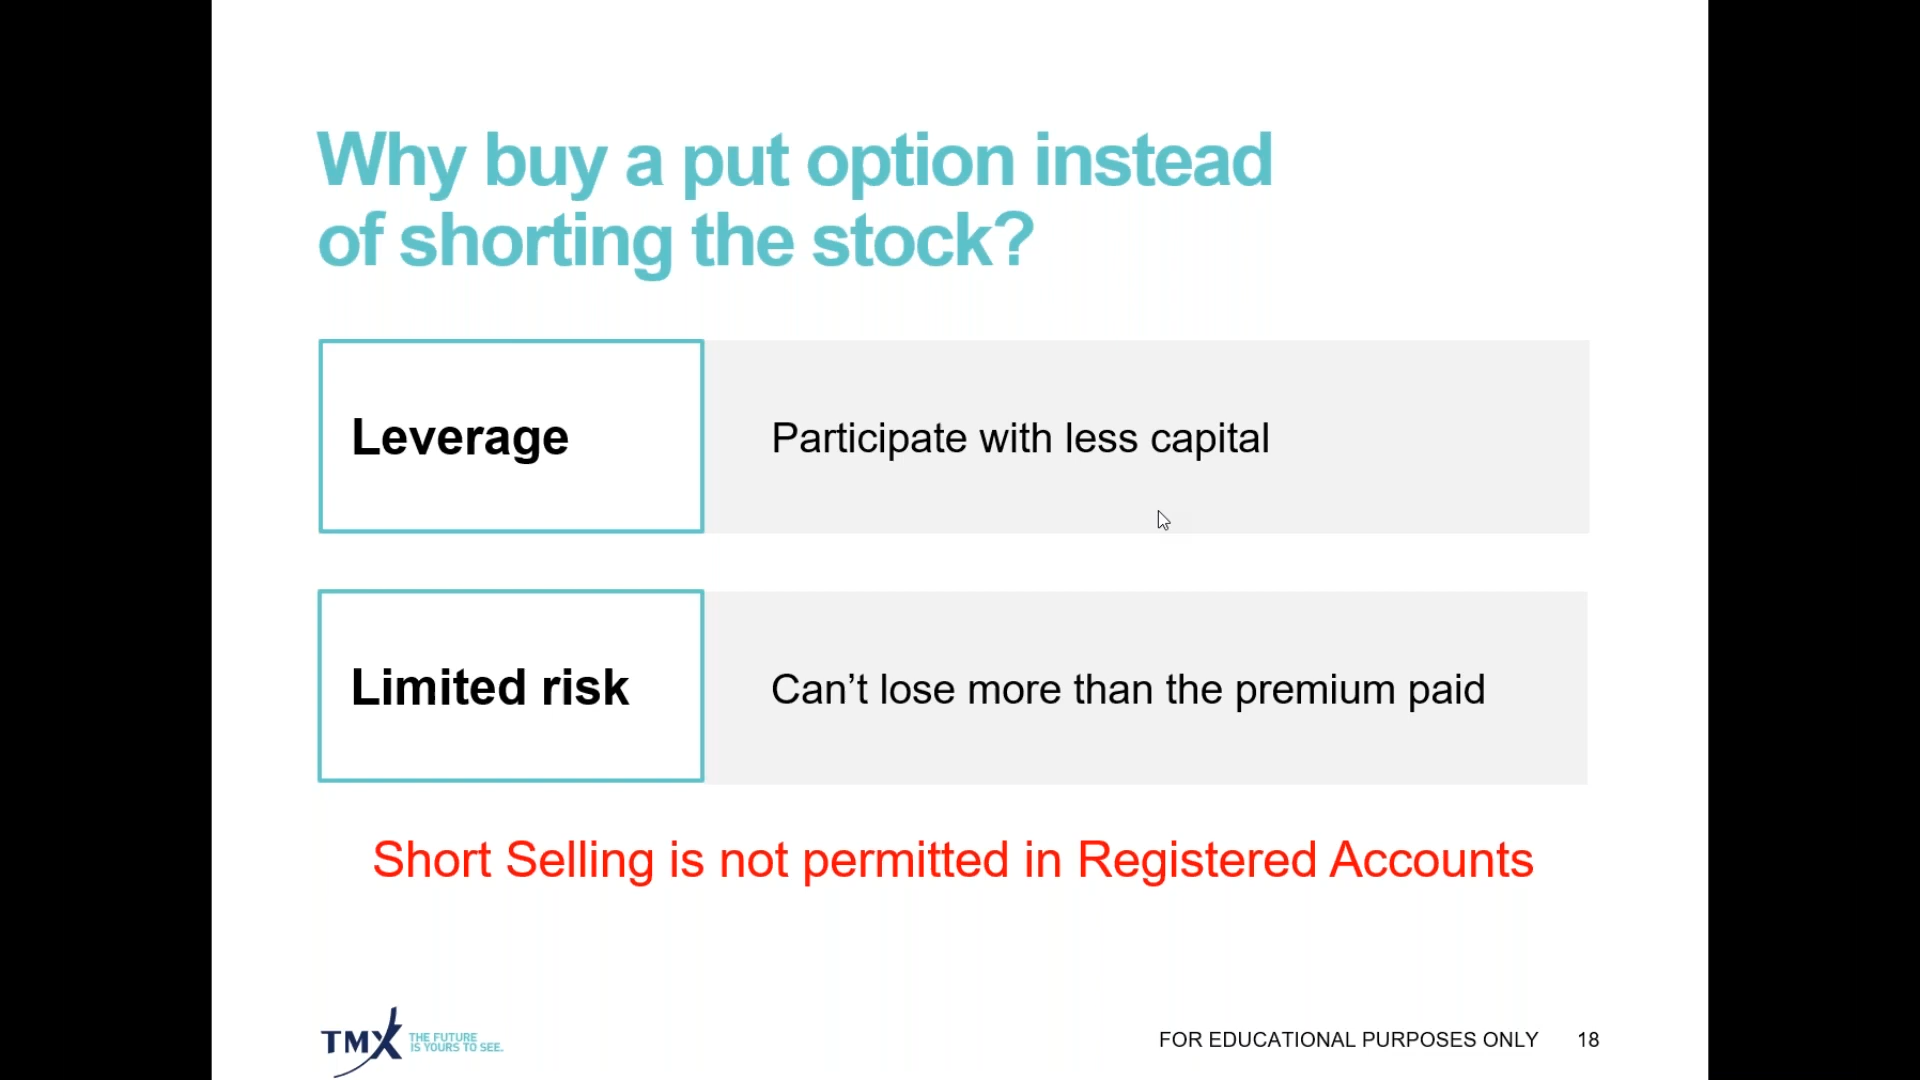 Why buy a put option instead
of shorting the stock?
Leverage
Participate with less capital
Limited risk
Can’t lose more than the premium paid
Short Selling is not permitted in Registered Accounts
TMX
THE FUTURE
IS YOURS TO SEE.
FOR EDUCATIONAL PURPOSES ONLY
18